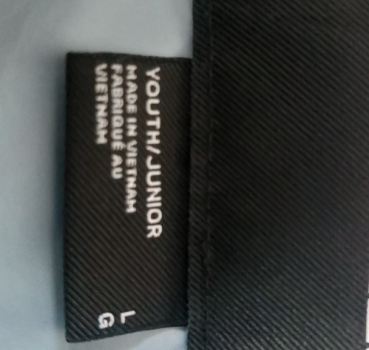 YOUTH/JUNIOR
MADE IN VIETNAM
FABRIQUÉ AU
VIETNAM
L
G